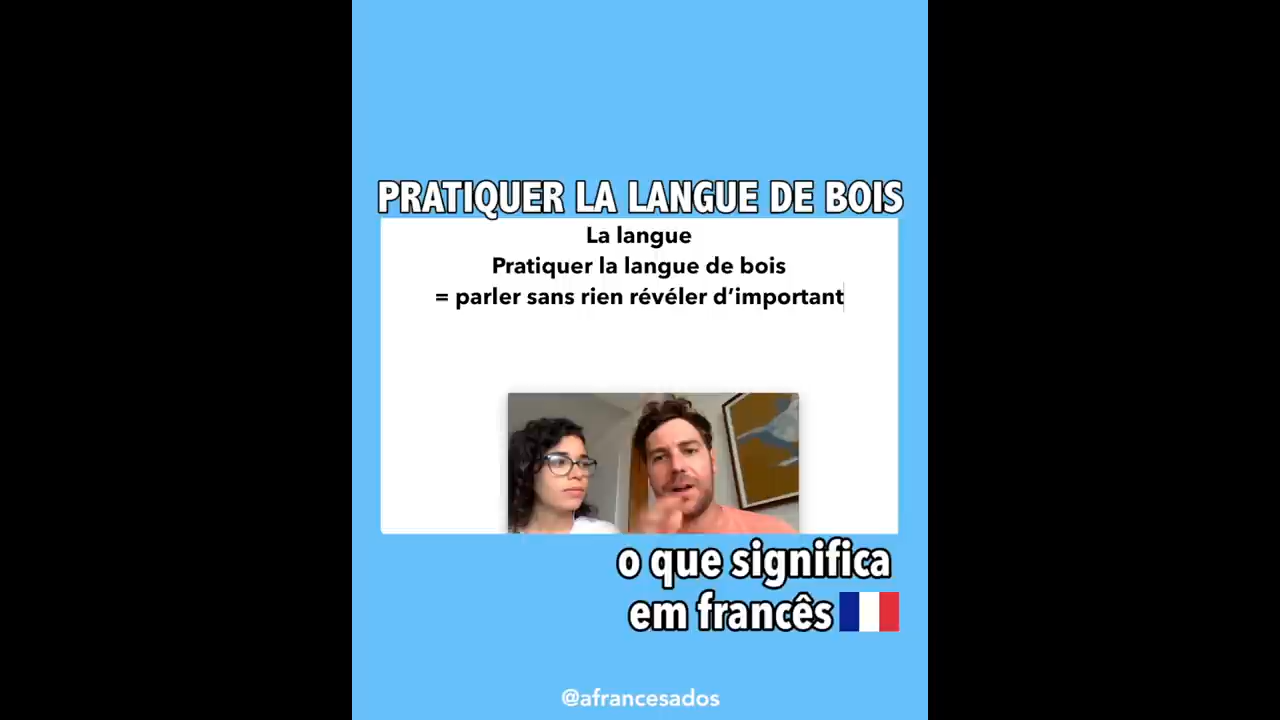 PRATIQUER LA LANGUE DE BOIS
La langue
Pratiquer la langue de bois
= parler sans rien révéler d’important
o que significa
em francês
@afrancesados